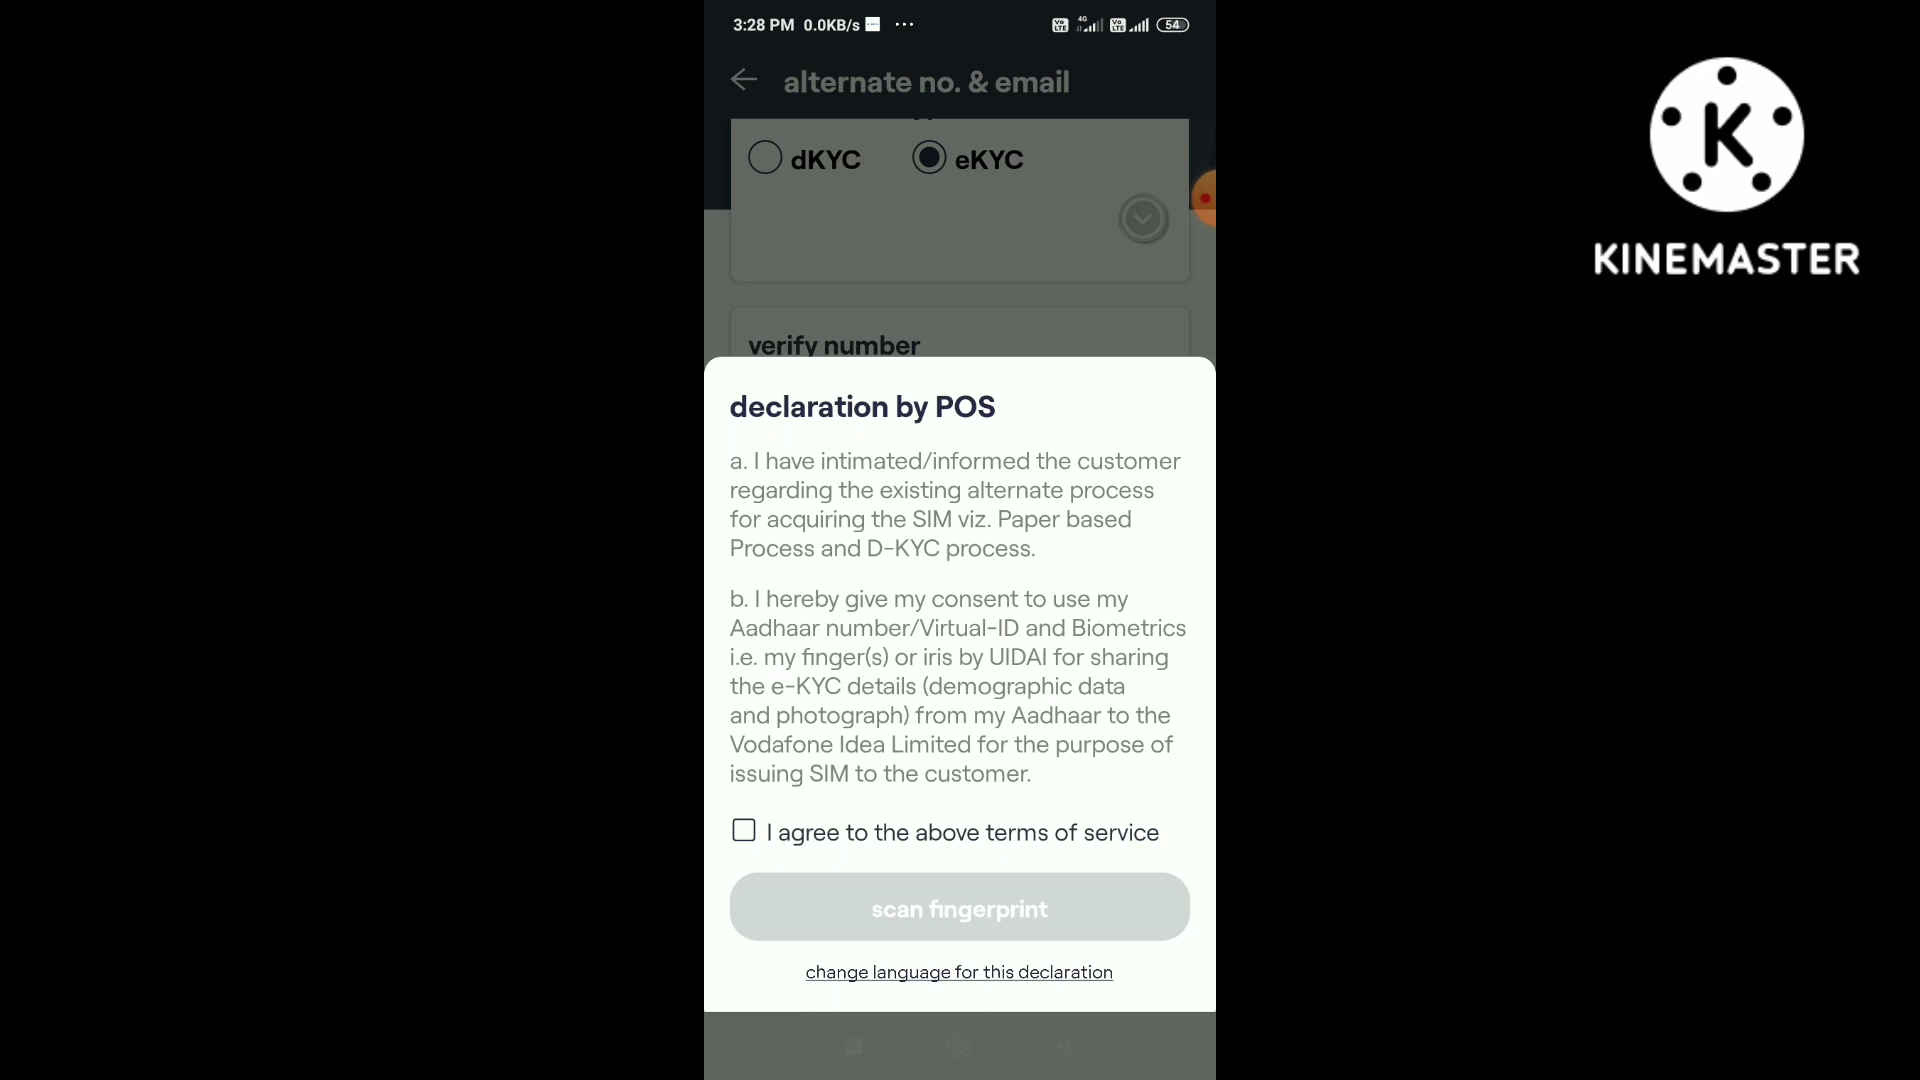 3:28 PM 0.0KB/s ... Vo LTE 4G Vo LTE 54
alternate no. & email
dKYC eKYC
verify number
declaration by POS
a. I have intimated/informed the customer
regarding the existing alternate process
for acquiring the SIM viz. Paper based
Process and D-KYC process.
b. I hereby give my consent to use my
Aadhaar number/Virtual-ID and Biometrics
i.e. my finger(s) or iris by UIDAI for sharing
the e-KYC details (demographic data
and photograph) from my Aadhaar to the
Vodafone Idea Limited for the purpose of
issuing SIM to the customer.
I agree to the above terms of service
scan fingerprint
change language for this declaration
K
KINEMASTER